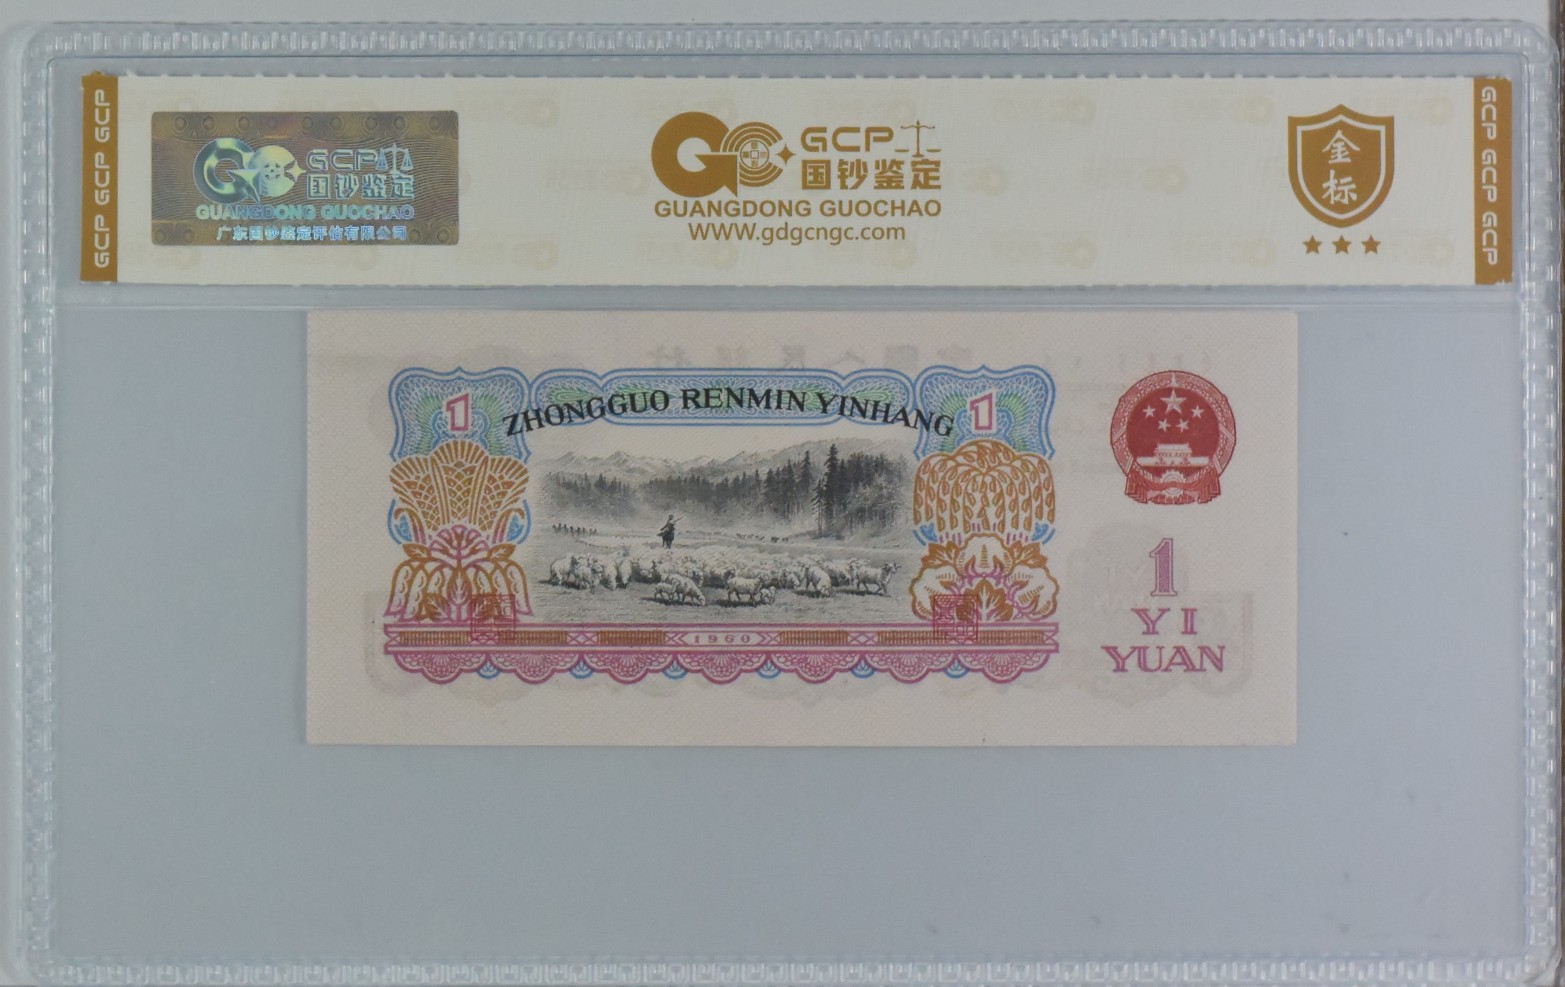 GCP GCP GCP
GCP
国钞鉴定
GUANGDONG GUOCHAO
广东国钞鉴定评估有限公司
GCP
国钞鉴定
GUANGDONG GUOCHAO
WWW.gdgcngc.com
金
标
GCP GCP GCP
1
ZHONGGUO RENMIN YINHANG
1
1960
1
YI
YUAN